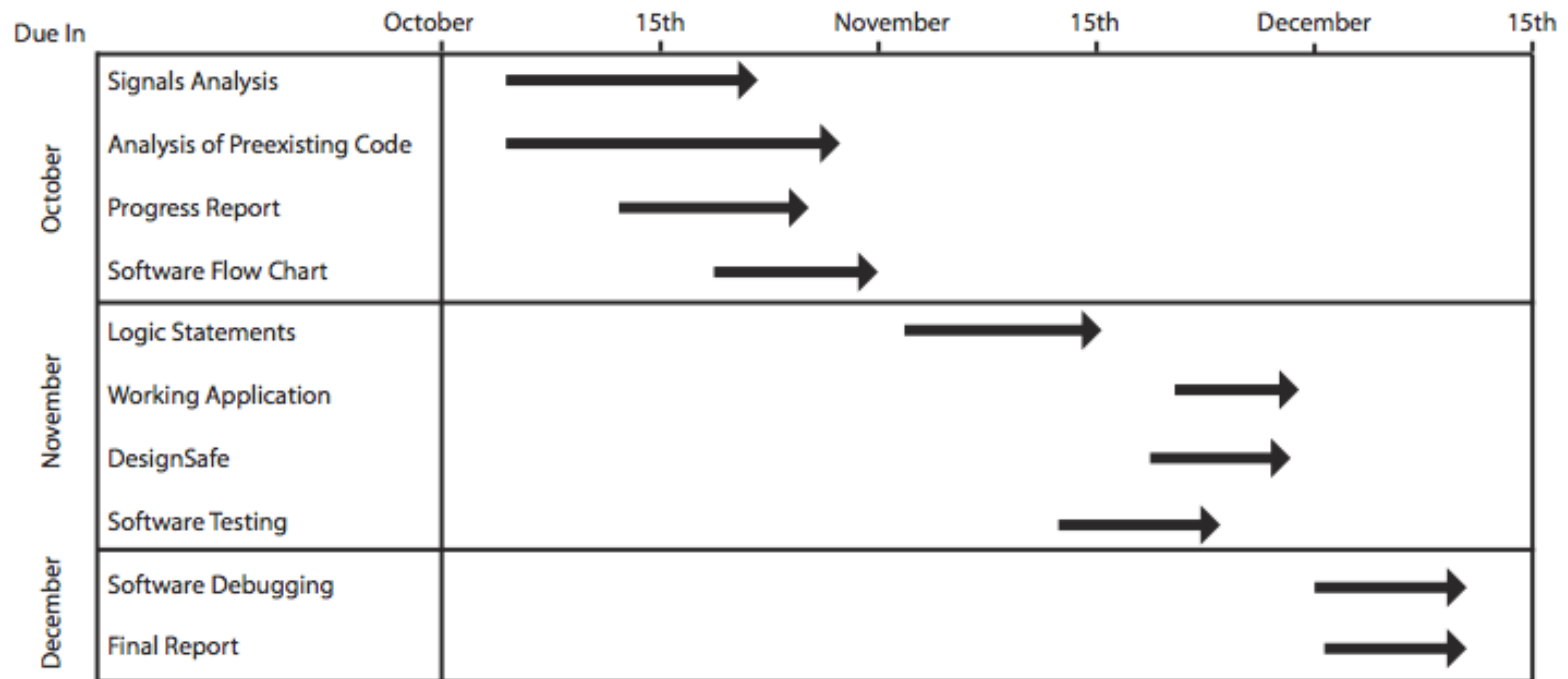 Due In October 15th November 15th December 15th
October
Signals Analysis
Analysis of Preexisting Code
Progress Report
Software Flow Chart
November
Logic Statements
Working Application
DesignSafe
Software Testing
December
Software Debugging
Final Report